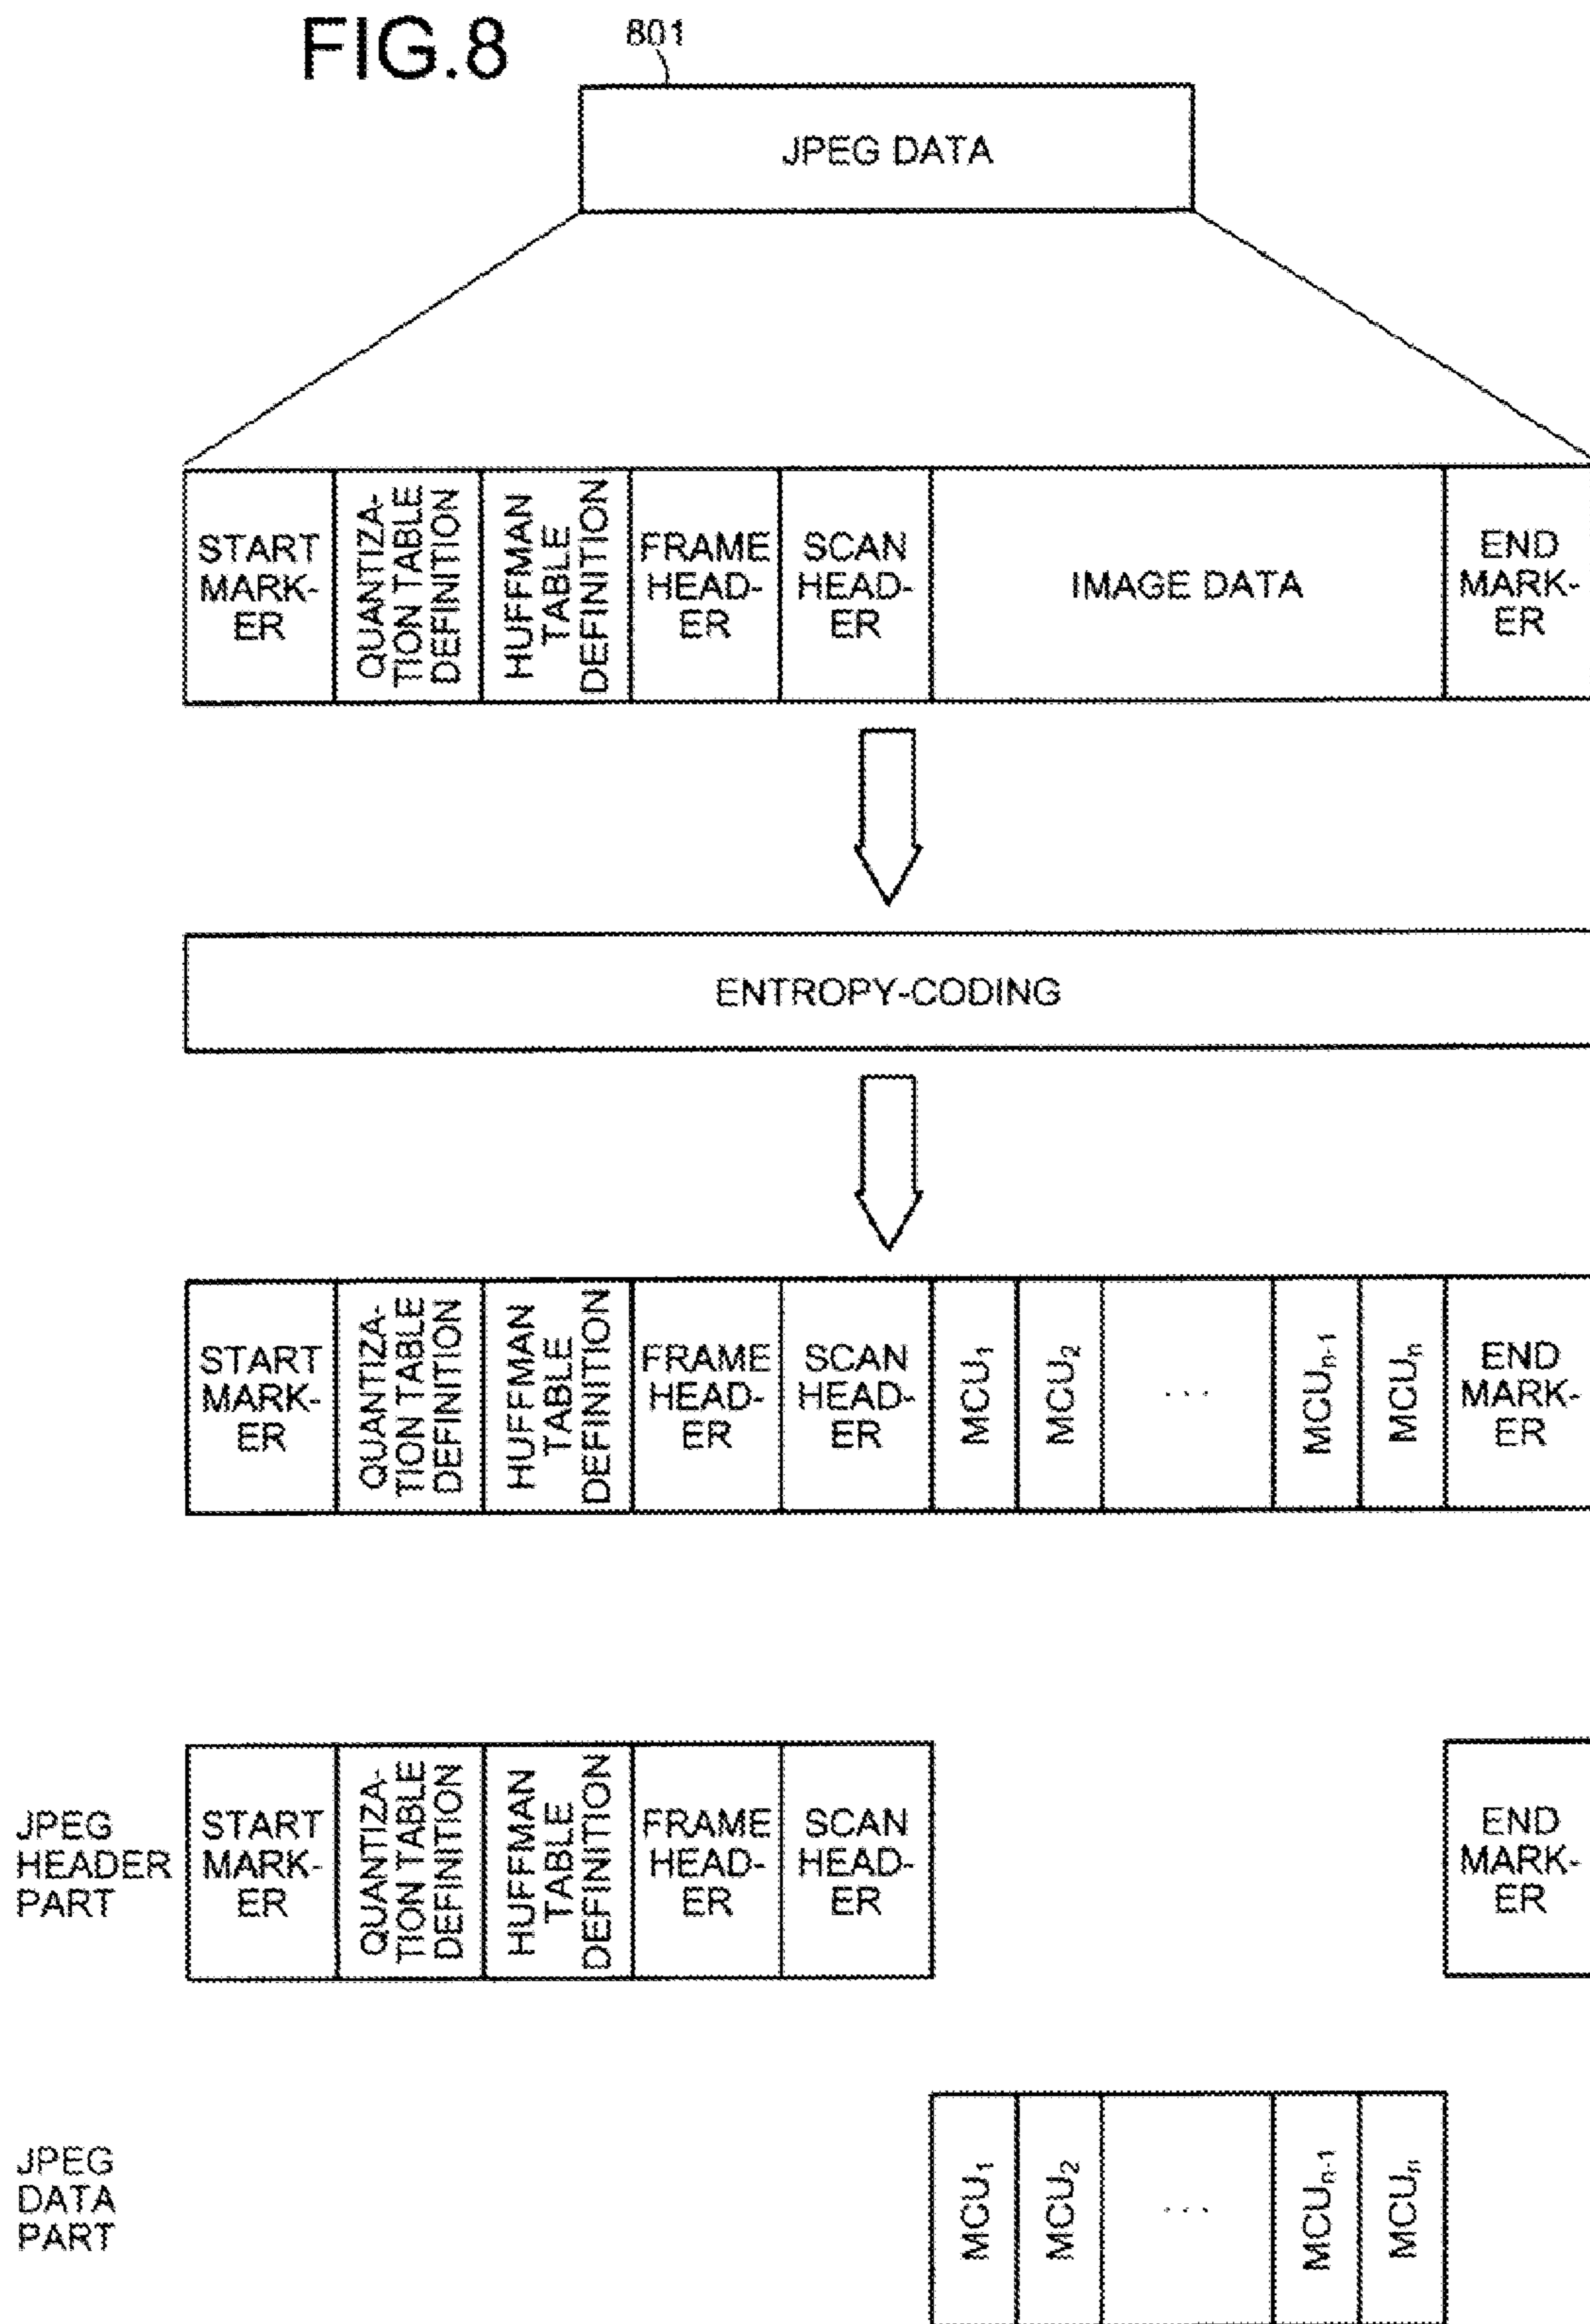 FIG.8
801
JPEG DATA
START
MARK-
ER
QUANTIZA-
TION TABLE
DEFINITION
HUFFMAN
TABLE
DEFINITION
FRAME
HEAD-
ER
SCAN
HEAD-
ER
IMAGE DATA
END
MARK-
ER
ENTROPY-CODING
START
MARK-
ER
QUANTIZA-
TION TABLE
DEFINITION
HUFFMAN
TABLE
DEFINITION
FRAME
HEAD-
ER
SCAN
HEAD-
ER
MCU₁
MCU₂
...
MCUₙ₋₁
MCUₙ
END
MARK-
ER
JPEG
HEADER
PART
START
MARK-
ER
QUANTIZA-
TION TABLE
DEFINITION
HUFFMAN
TABLE
DEFINITION
FRAME
HEAD-
ER
SCAN
HEAD-
ER
END
MARK-
ER
JPEG
DATA
PART
MCU₁
MCU₂
...
MCUₙ₋₁
MCUₙ